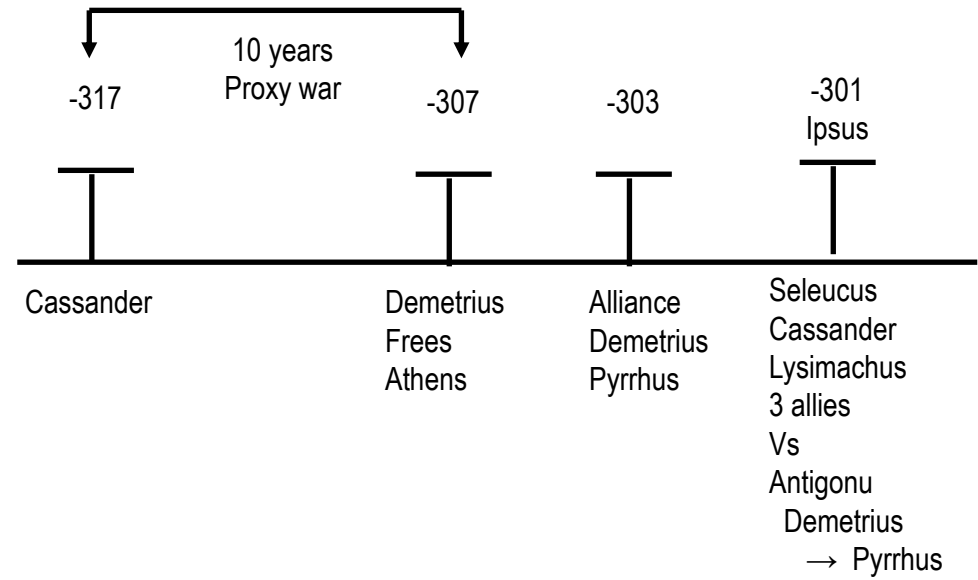 10 years
Proxy war
-317
-307
-303
-301
Ipsus
Cassander
Demetrius
Frees
Athens
Alliance
Demetrius
Pyrrhus
Seleucus
Cassander
Lysimachus
3 allies
Vs
Antigonu
Demetrius
→ Pyrrhus